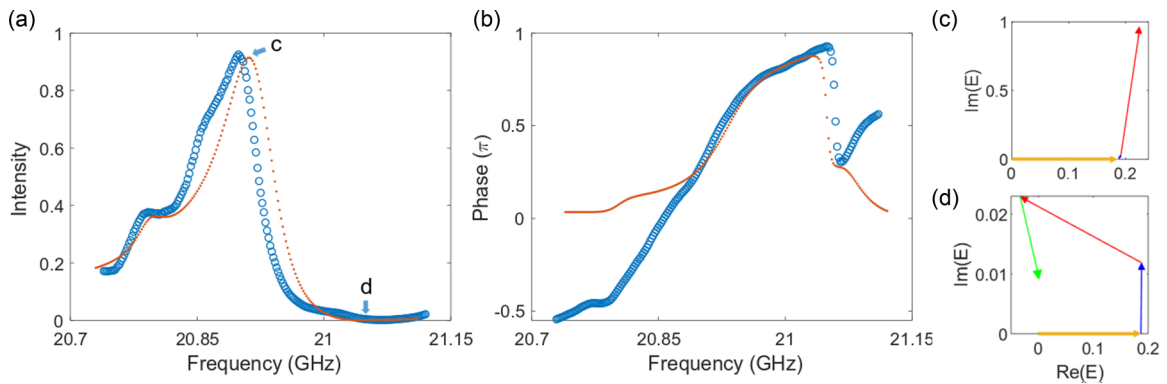 (a)
Intensity
1
0.8
0.6
0.4
0.2
0
c
d
20.7
20.85
21
21.15
Frequency (GHz)
(b)
Phase (π)
1
0.5
0
-0.5
20.7
20.85
21
21.15
Frequency (GHz)
(c)
Im(E)
1
0.5
0
0
0.1
0.2
(d)
Im(E)
0.02
0.01
0
0
0.1
0.2
Re(E)